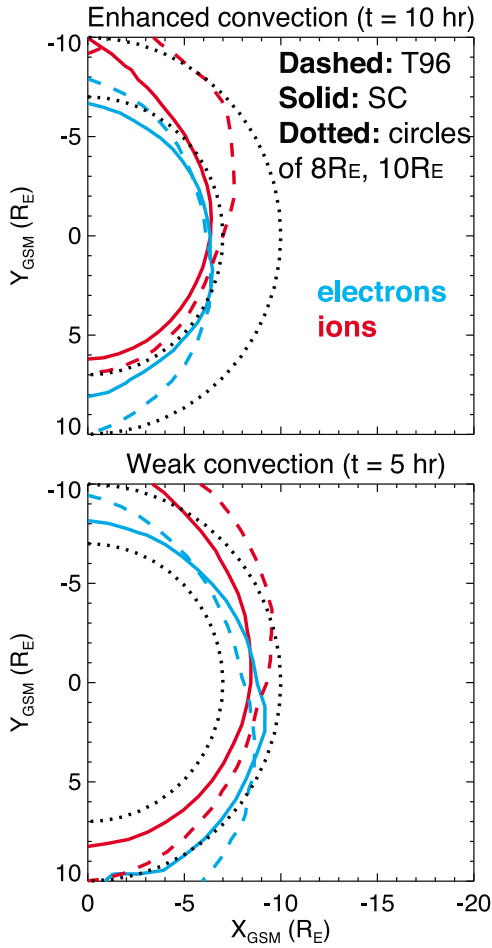 Enhanced convection (t = 10 hr)
-10
-5
0
5
10
YGSM (RE)
Dashed: T96
Solid: SC
Dotted: circles
of 8RE, 10RE
electrons
ions
Weak convection (t = 5 hr)
-10
-5
0
5
10
YGSM (RE)
0 -5 -10 -15 -20
XGSM (RE)